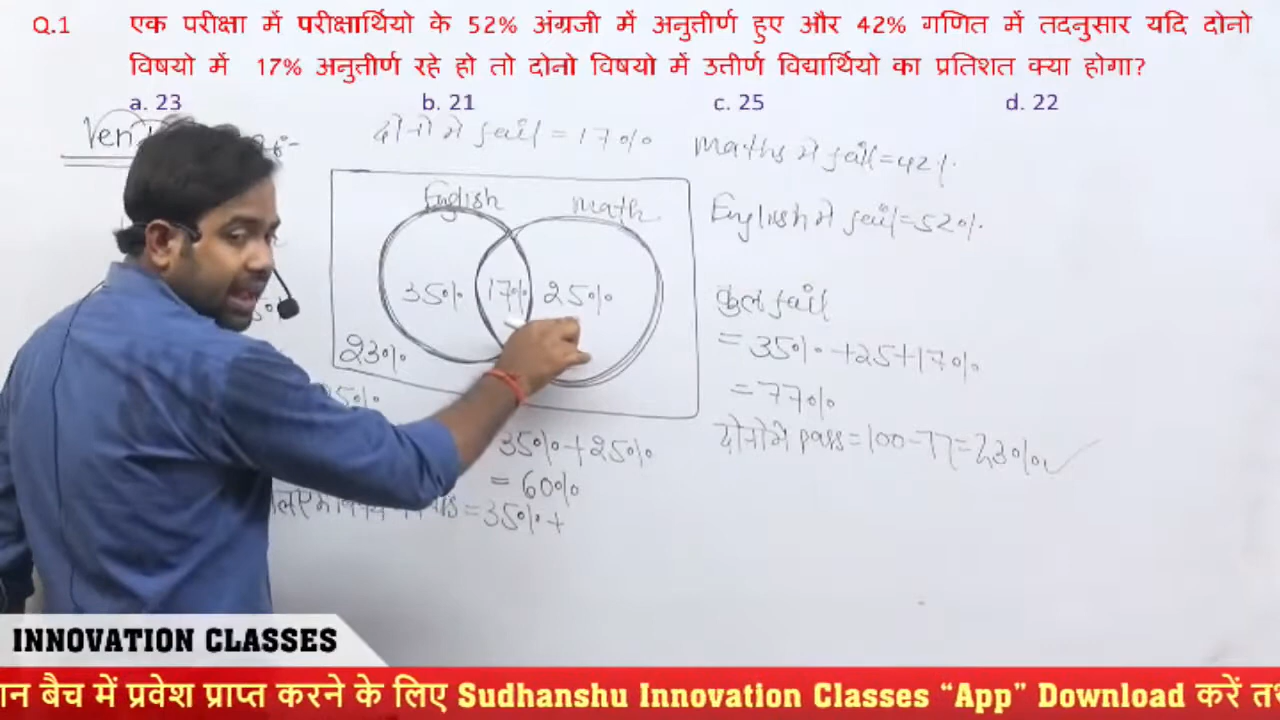 Q.1 एक परीक्षा में परीक्षार्थियो के 52% अंग्रजी में अनुत्तीर्ण हुए और 42% गणित में तदनुसार यदि दोनो
विषयो में 17% अनुत्तीर्ण रहे हो तो दोनो विषयो में उत्तीर्ण विद्यार्थियो का प्रतिशत क्या होगा?
a. 23 b. 21 c. 25 d. 22
Ven
दोनो मे fail = 17%
Maths मे fail = 42%.
English मे fail = 52%.
English math
35% 17% 25%
23%
कुल fail
= 35% + 25 + 17%
= 77%
दोनो मे pass = 100 - 77 = 23%
35% + 25%
= 60%
= 35% +
INNOVATION CLASSES
ान बैच में प्रवेश प्राप्त करने के लिए Sudhanshu Innovation Classes “App” Download करें तथ